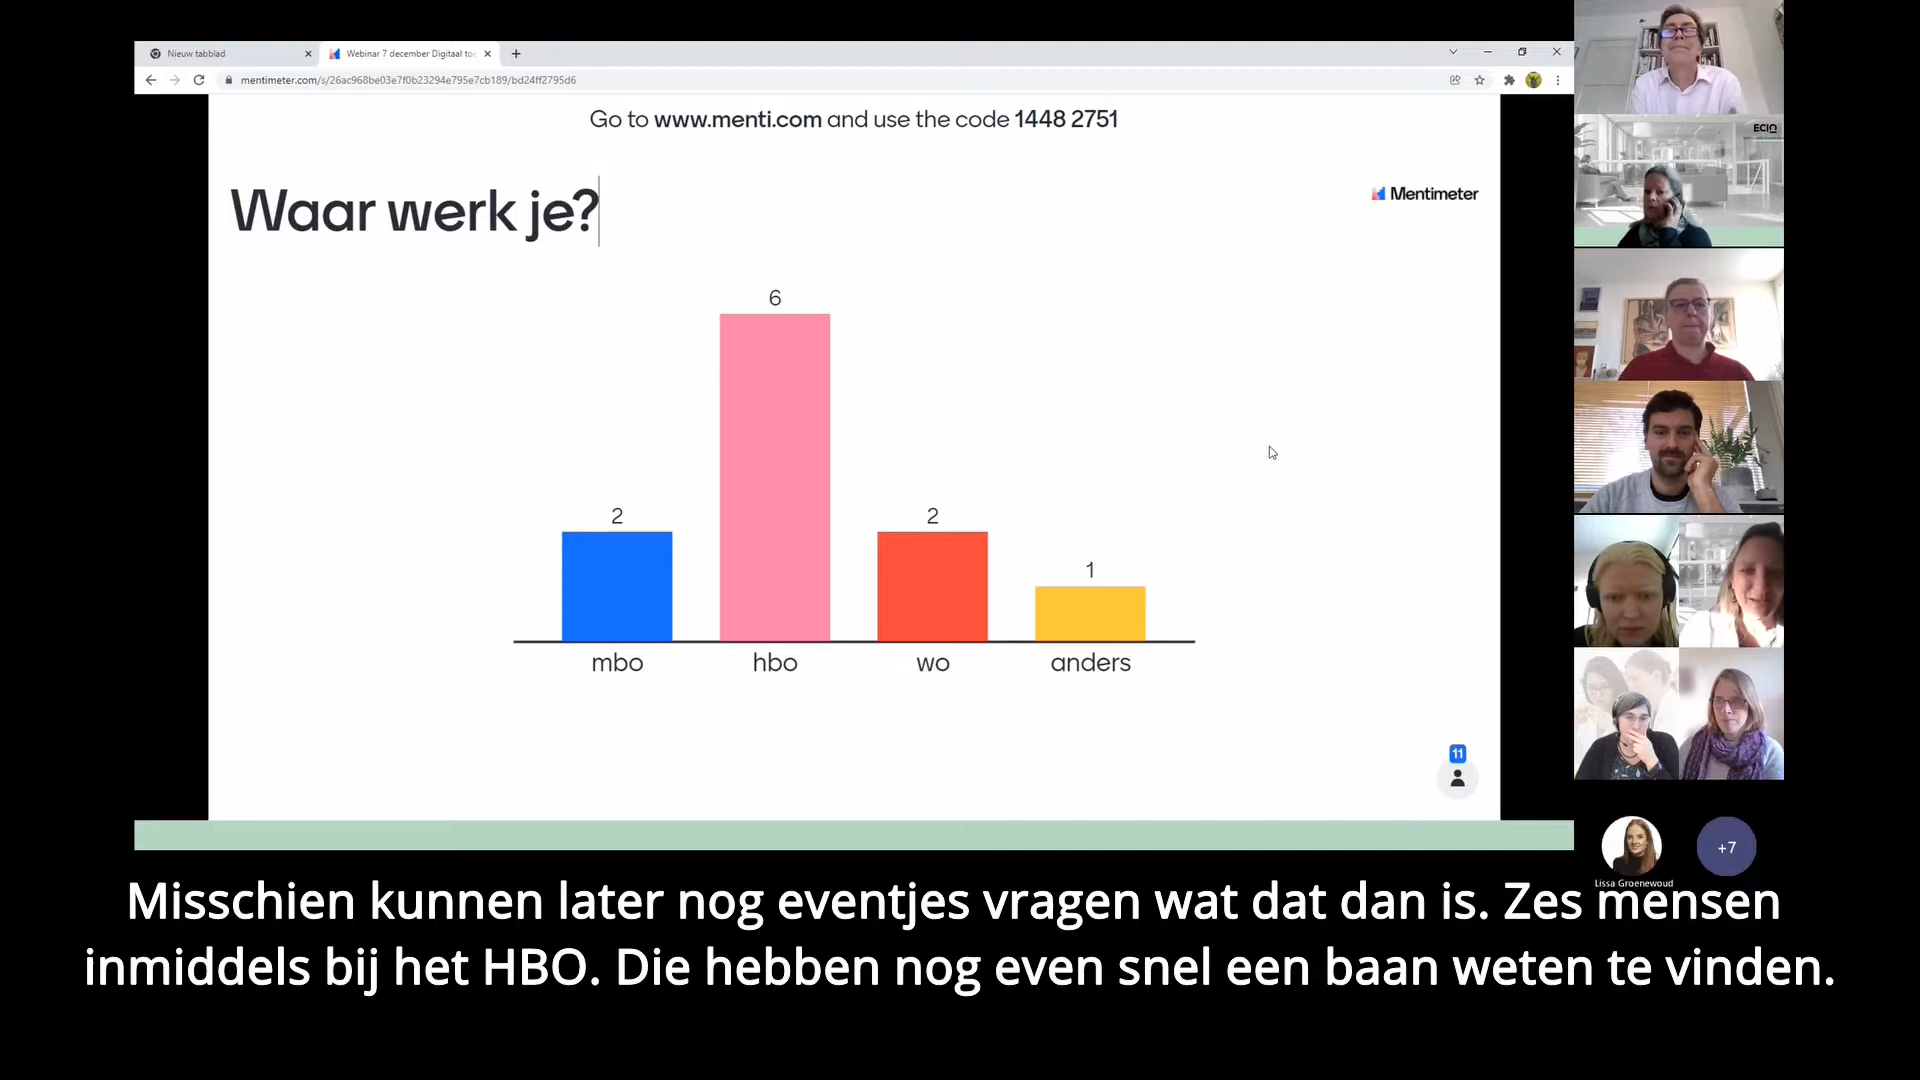 Nieuw tabblad
Webinar 7 december Digitaal toe
mentimeter.com/s/26ac968be03e7f0b23294e795e7cb189/bd24ff2795d6
Go to www.menti.com and use the code 1448 2751
Waar werk je?
Mentimeter
6
2
2
1
mbo
hbo
wo
anders
11
ECIO
+7
Lissa Groenewoud
Misschien kunnen later nog eventjes vragen wat dat dan is. Zes mensen
inmiddels bij het HBO. Die hebben nog even snel een baan weten te vinden.